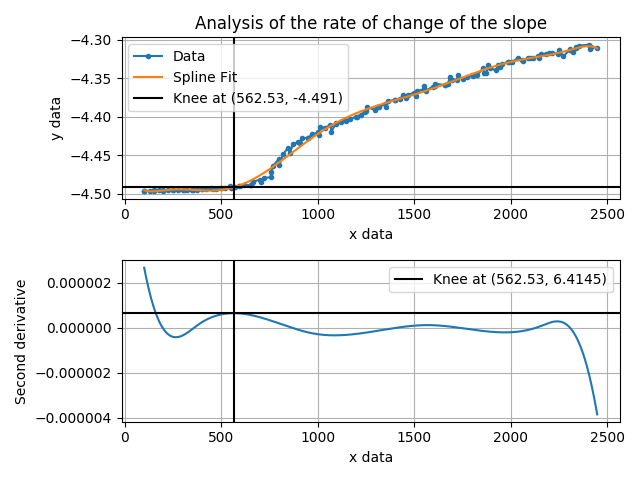 Analysis of the rate of change of the slope
−4.30
−4.35
−4.40
−4.45
−4.50
y data
Data
Spline Fit
Knee at (562.53, -4.491)
0
500
1000
1500
2000
2500
x data
0.000002
0.000000
−0.000002
−0.000004
Second derivative
Knee at (562.53, 6.4145)
0
500
1000
1500
2000
2500
x data